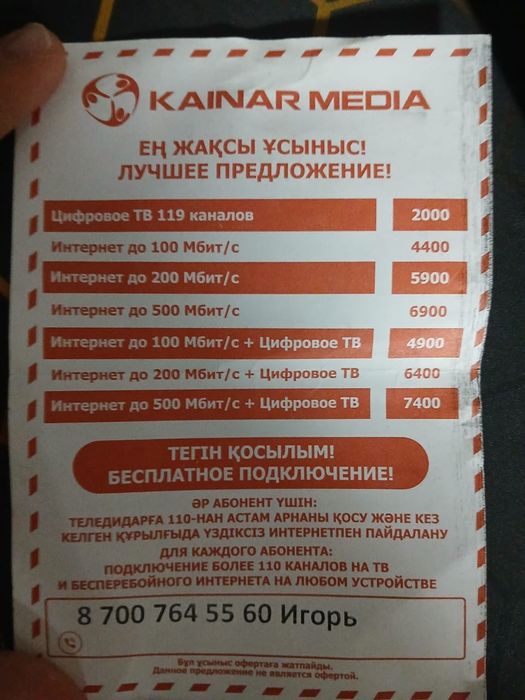 KAINAR MEDIA
ЕҢ ЖАҚСЫ ҰСЫНЫС!
ЛУЧШЕЕ ПРЕДЛОЖЕНИЕ!
Цифровое ТВ 119 каналов 2000
Интернет до 100 Мбит/с 4400
Интернет до 200 Мбит/с 5900
Интернет до 500 Мбит/с 6900
Интернет до 100 Мбит/с + Цифровое ТВ 4900
Интернет до 200 Мбит/с + Цифровое ТВ 6400
Интернет до 500 Мбит/с + Цифровое ТВ 7400
ТЕГІН ҚОСЫЛЫМ!
БЕСПЛАТНОЕ ПОДКЛЮЧЕНИЕ!
ӘР АБОНЕНТ ҮШІН:
ТЕЛЕДИДАРҒА 110-НАН АСТАМ АРНАНЫ ҚОСУ ЖӘНЕ КЕЗ
КЕЛГЕН ҚҰРЫЛҒЫДА ҮЗДІКСІЗ ИНТЕРНЕТПЕН ПАЙДАЛАНУ
ДЛЯ КАЖДОГО АБОНЕНТА:
ПОДКЛЮЧЕНИЕ БОЛЕЕ 110 КАНАЛОВ НА ТВ
И БЕСПЕРЕБОЙНОГО ИНТЕРНЕТА НА ЛЮБОМ УСТРОЙСТВЕ
8 700 764 55 60 Игорь
Бұл ұсыныс офертаға жатпайды.
Данное предложение не является офертой.